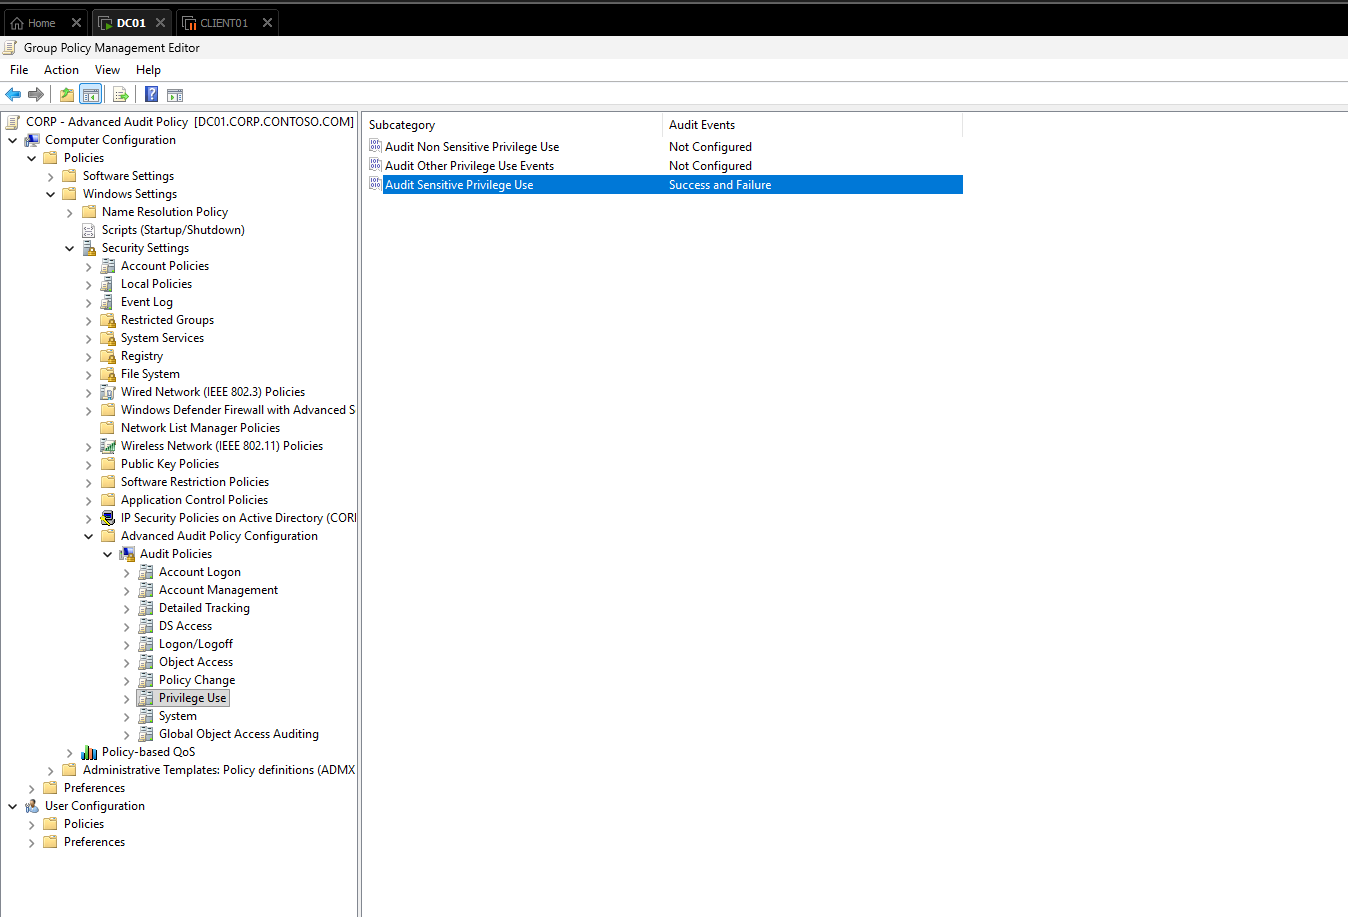 Home DC01 CLIENT01
Group Policy Management Editor
File Action View Help
CORP - Advanced Audit Policy [DC01.CORP.CONTOSO.COM]
Computer Configuration
Policies
Software Settings
Windows Settings
Name Resolution Policy
Scripts (Startup/Shutdown)
Security Settings
Account Policies
Local Policies
Event Log
Restricted Groups
System Services
Registry
File System
Wired Network (IEEE 802.3) Policies
Windows Defender Firewall with Advanced S
Network List Manager Policies
Wireless Network (IEEE 802.11) Policies
Public Key Policies
Software Restriction Policies
Application Control Policies
IP Security Policies on Active Directory (CORI
Advanced Audit Policy Configuration
Audit Policies
Account Logon
Account Management
Detailed Tracking
DS Access
Logon/Logoff
Object Access
Policy Change
Privilege Use
System
Global Object Access Auditing
Policy-based QoS
Administrative Templates: Policy definitions (ADMX
Preferences
User Configuration
Policies
Preferences
Subcategory Audit Events
Audit Non Sensitive Privilege Use Not Configured
Audit Other Privilege Use Events Not Configured
Audit Sensitive Privilege Use Success and Failure